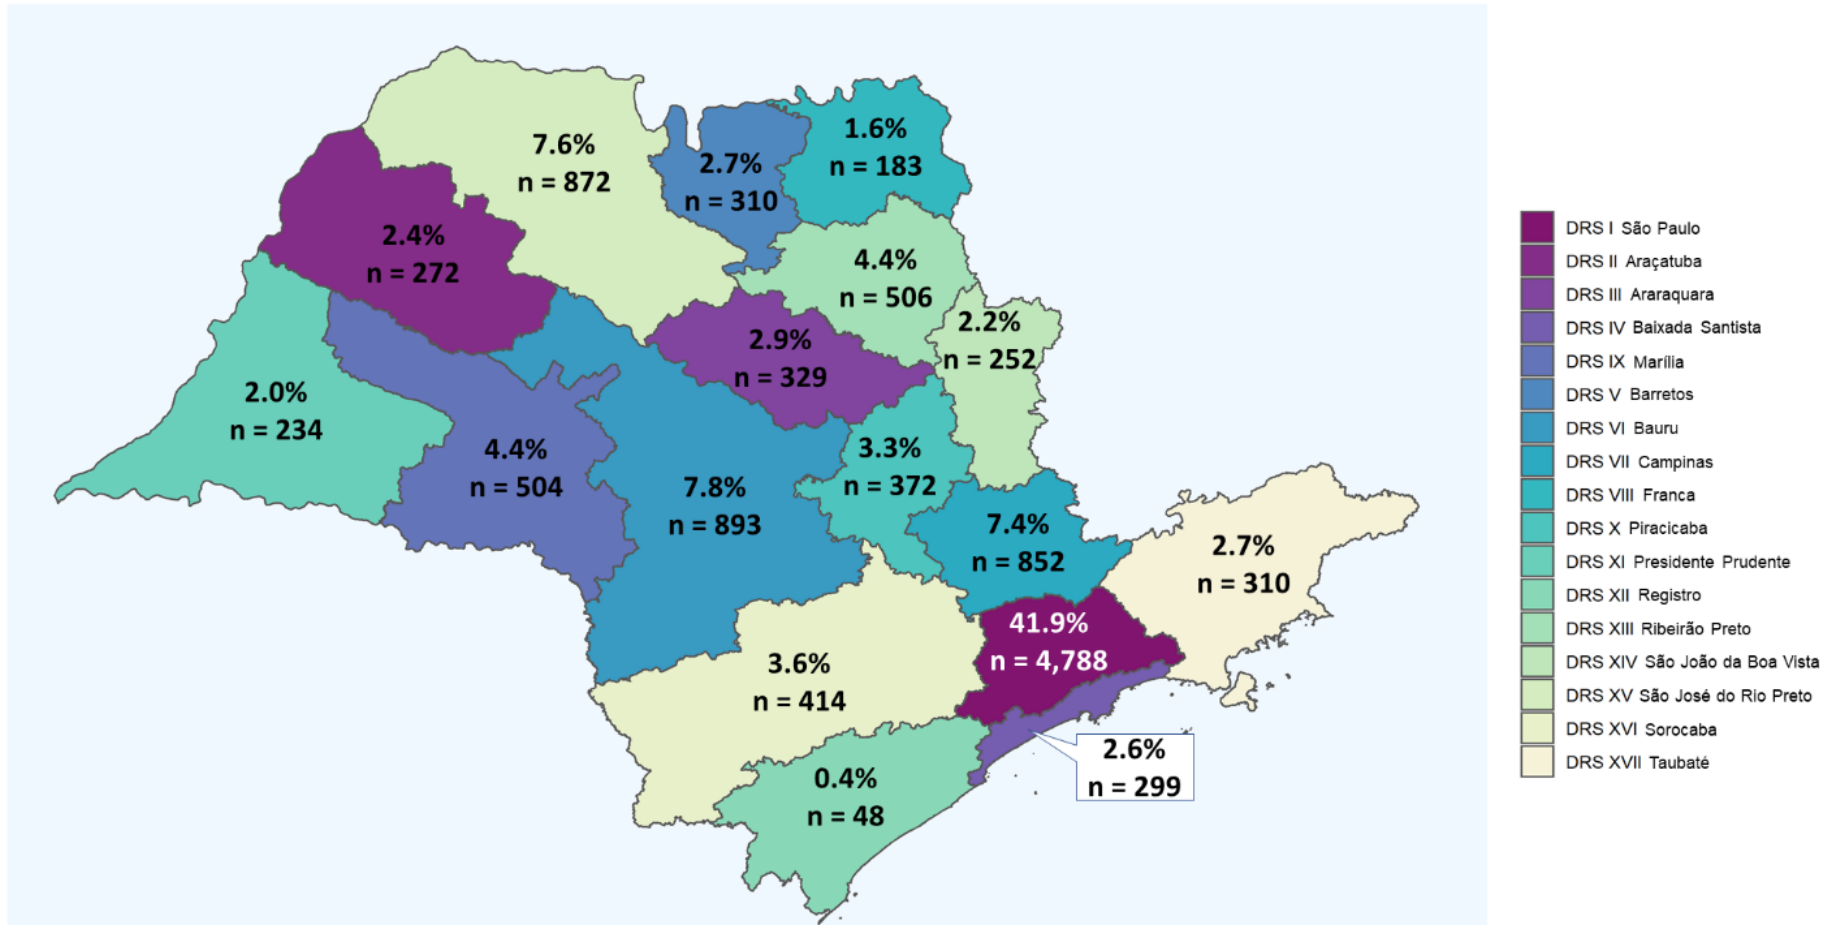 7.6%
n = 872
2.7%
n = 310
1.6%
n = 183
2.4%
n = 272
4.4%
n = 506
2.9%
n = 329
2.2%
n = 252
2.0%
n = 234
4.4%
n = 504
7.8%
n = 893
3.3%
n = 372
7.4%
n = 852
2.7%
n = 310
41.9%
n = 4,788
3.6%
n = 414
2.6%
n = 299
0.4%
n = 48
DRS I São Paulo
DRS II Araçatuba
DRS III Araraquara
DRS IV Baixada Santista
DRS IX Marília
DRS V Barretos
DRS VI Bauru
DRS VII Campinas
DRS VIII Franca
DRS X Piracicaba
DRS XI Presidente Prudente
DRS XII Registro
DRS XIII Ribeirão Preto
DRS XIV São João da Boa Vista
DRS XV São José do Rio Preto
DRS XVI Sorocaba
DRS XVII Taubaté